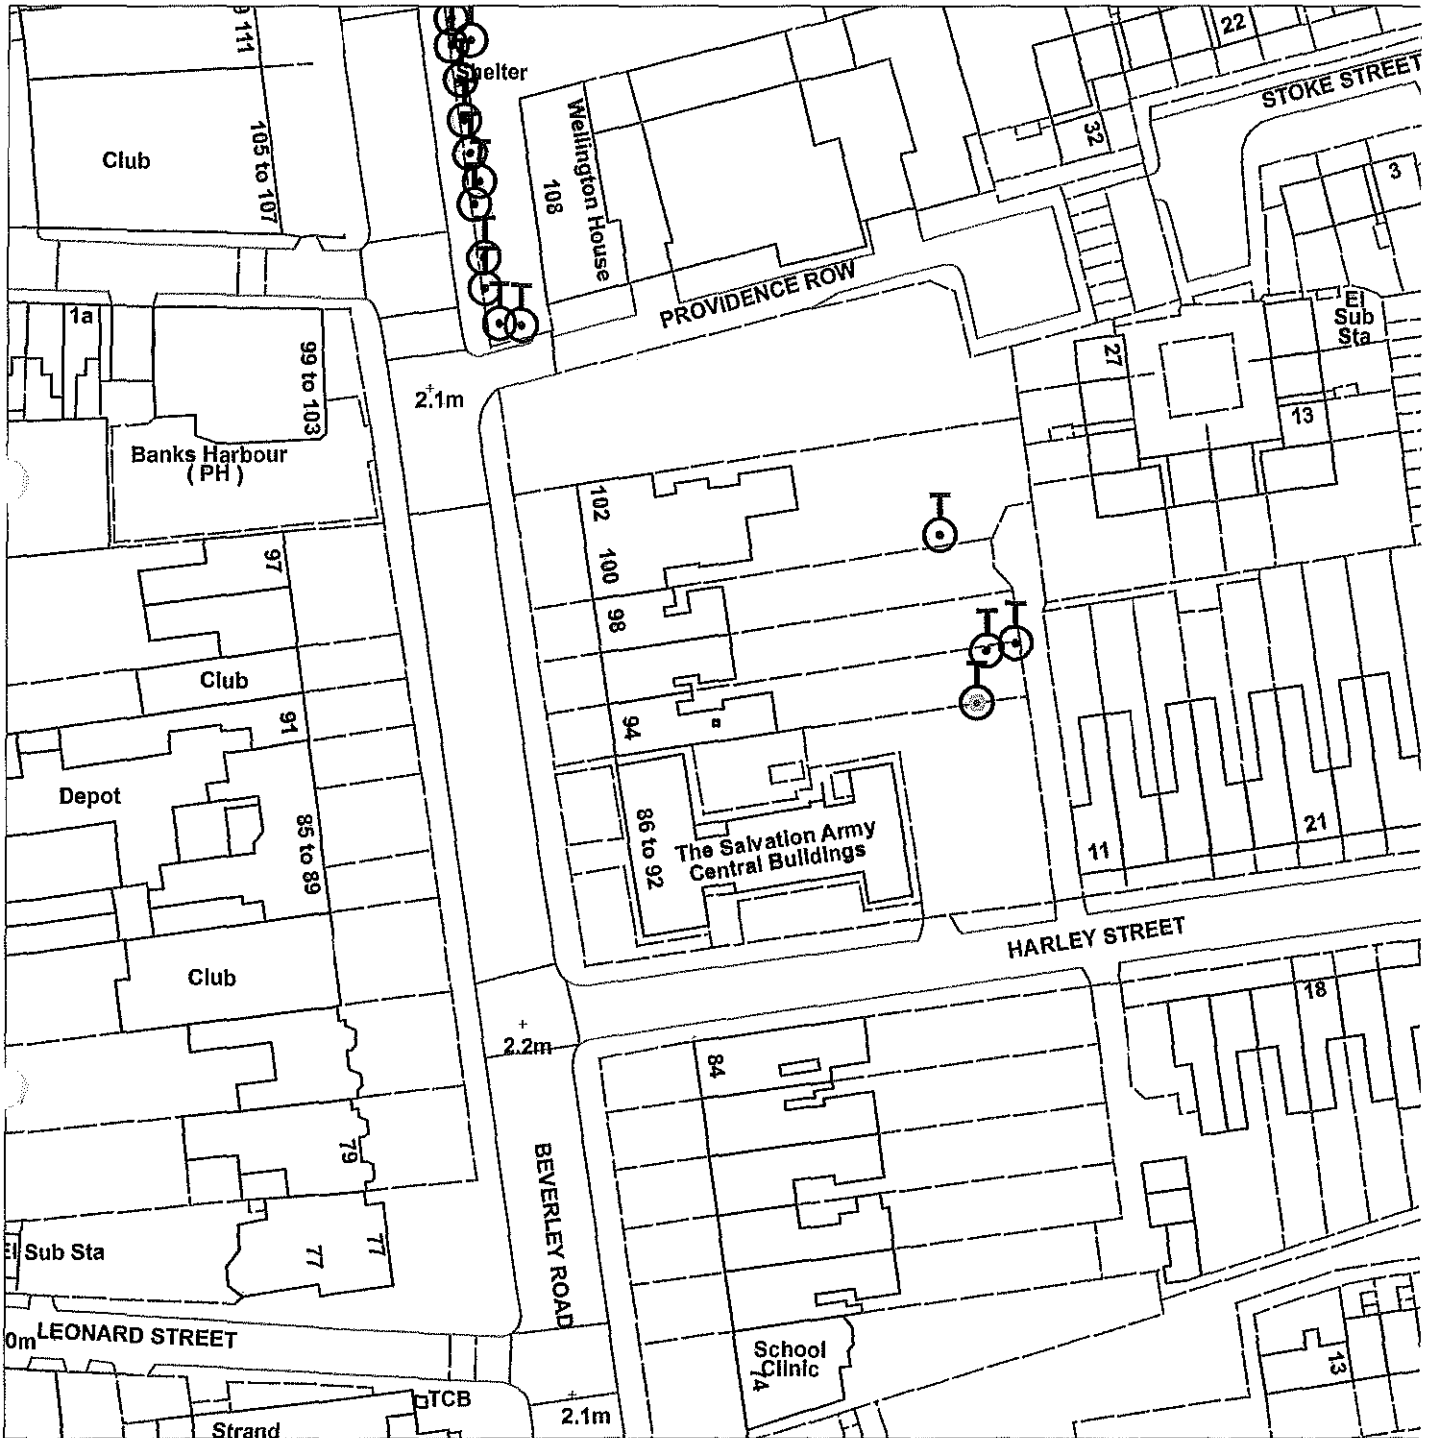 9 111
22
STOKE STREET
Shelter
Wellington House
108
32
Club
105 to 107
3
PROVIDENCE ROW
El
Sub
Sta
1a
99 to 103
27
2.1m
13
Banks Harbour
( PH )
102
100
98
97
Club
91
94
Depot
85 to 89
86 to 92
The Salvation Army
Central Buildings
11
21
HARLEY STREET
Club
18
2.2m
84
79
BEVERLEY ROAD
El Sub Sta
77
77
0m
LEONARD STREET
School
Clinic
74
13
TCB
2.1m
Strand